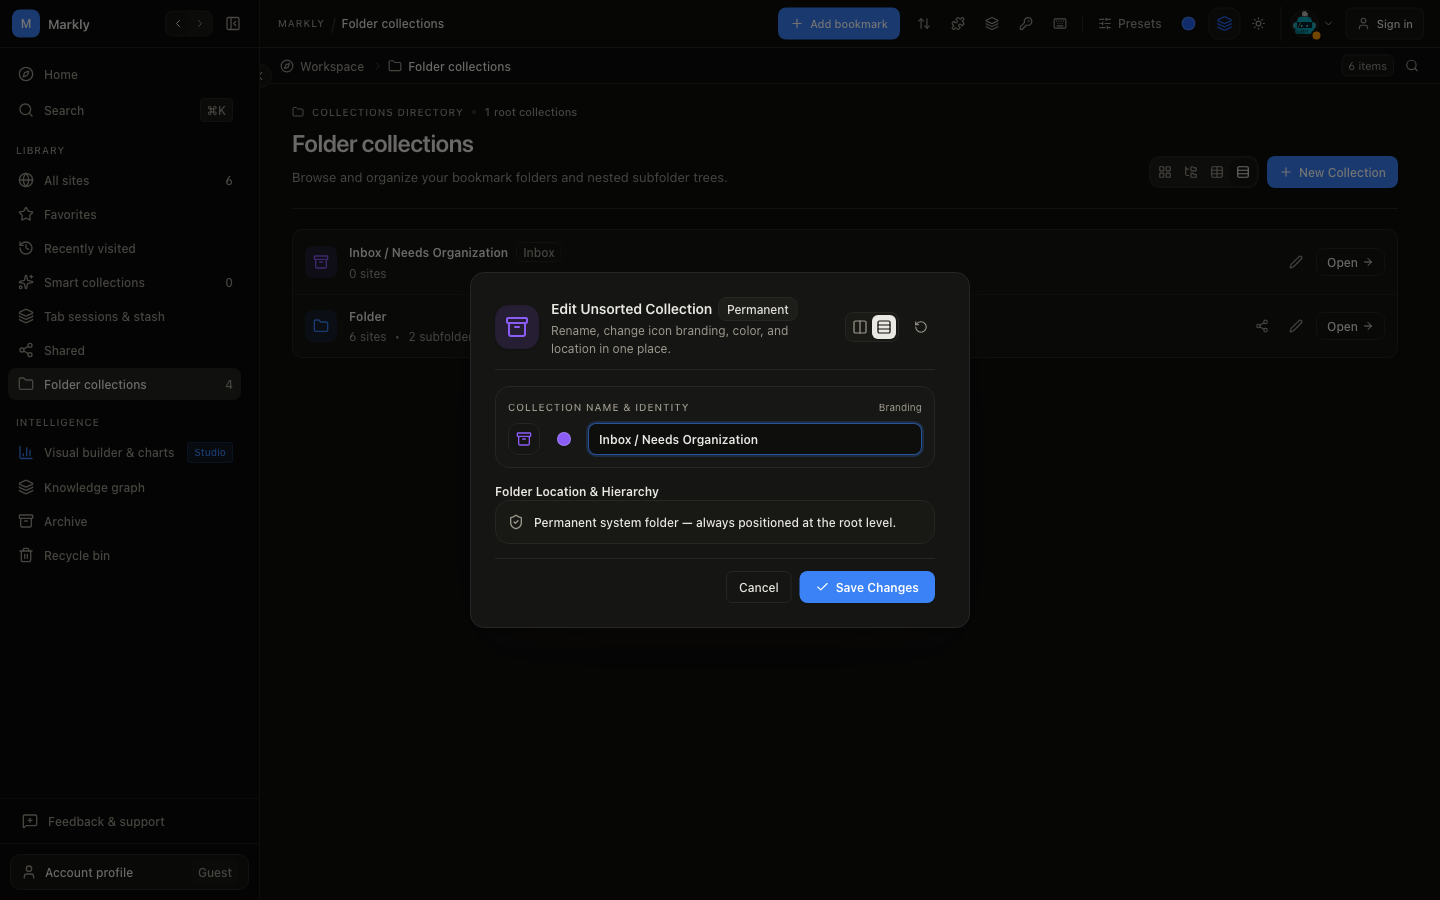 M Markly
MARKLY / Folder collections
Add bookmark
Presets
Sign in
Home
Search ⌘K
LIBRARY
All sites 6
Favorites
Recently visited
Smart collections 0
Tab sessions & stash
Shared
Folder collections 4
INTELLIGENCE
Visual builder & charts Studio
Knowledge graph
Archive
Recycle bin
Feedback & support
Account profile Guest
Workspace > Folder collections
6 items
COLLECTIONS DIRECTORY • 1 root collections
Folder collections
Browse and organize your bookmark folders and nested subfolder trees.
New Collection
Inbox / Needs Organization Inbox
0 sites
Open →
Folder
6 sites • 2 subfolder
Open →
Edit Unsorted Collection Permanent
Rename, change icon branding, color, and
location in one place.
COLLECTION NAME & IDENTITY Branding
Inbox / Needs Organization
Folder Location & Hierarchy
Permanent system folder — always positioned at the root level.
Cancel
Save Changes